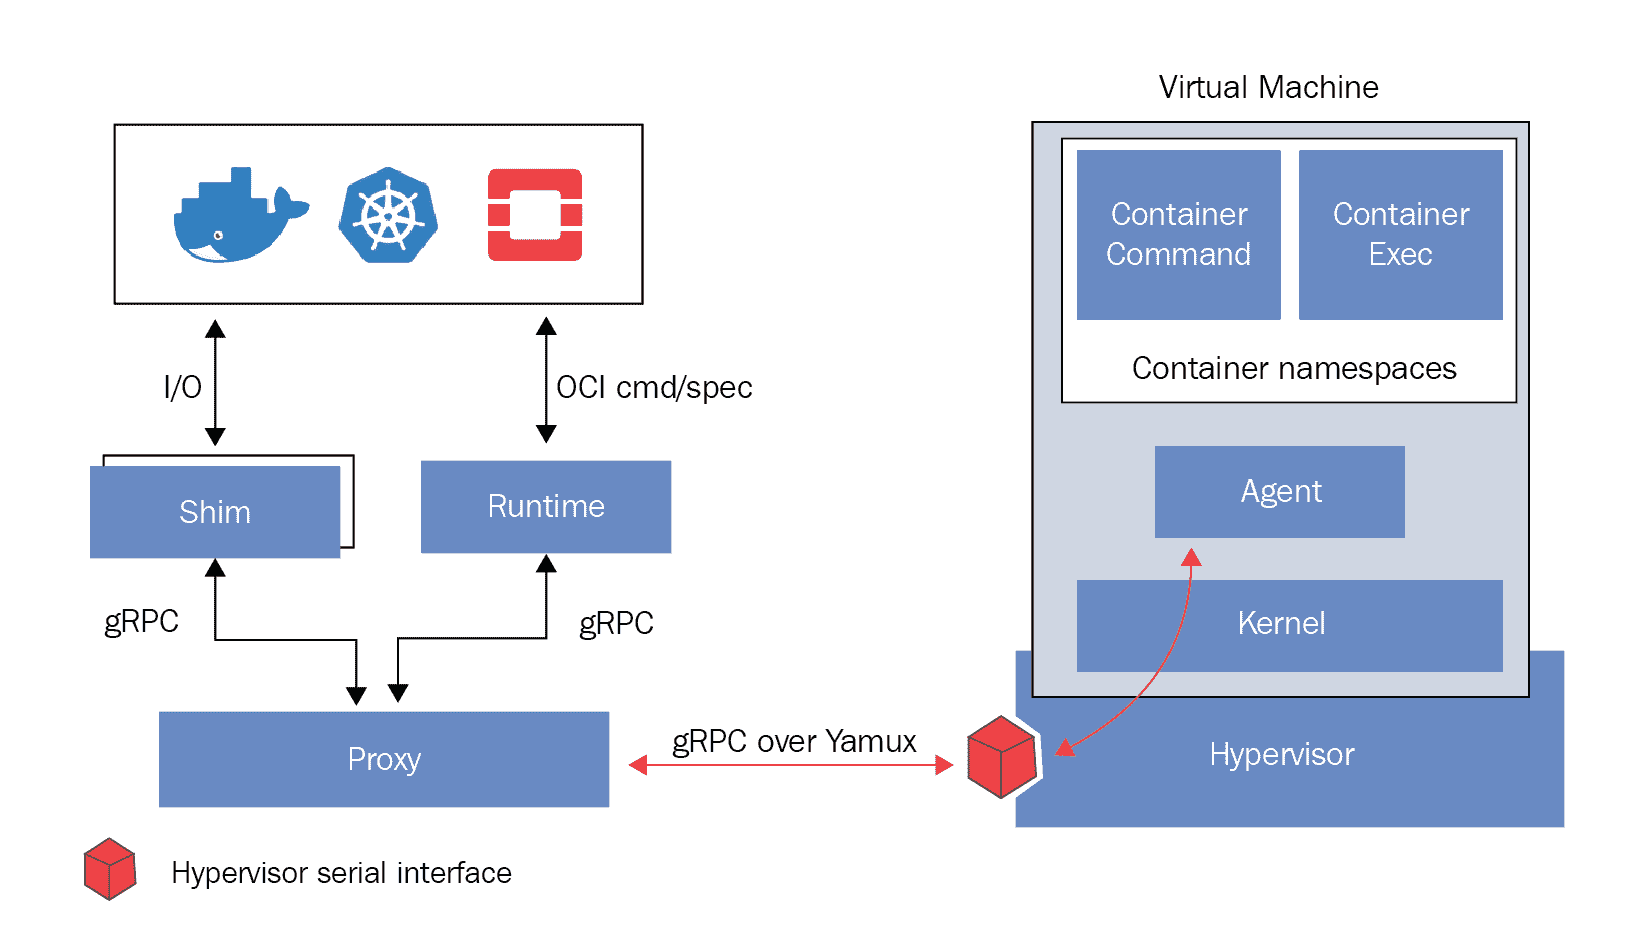 Virtual Machine
Container
Command
Container
Exec
Container namespaces
I/O
OCI cmd/spec
Shim
Runtime
Agent
gRPC
gRPC
Kernel
Proxy
gRPC over Yamux
Hypervisor
Hypervisor serial interface